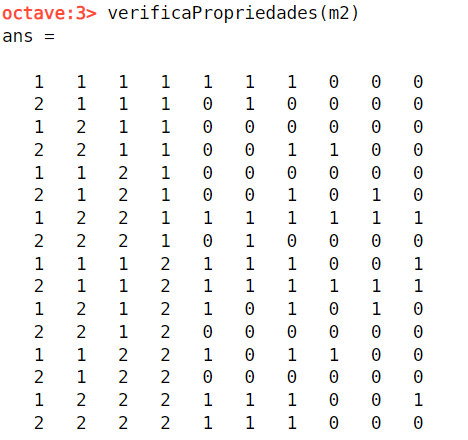 octave:3> verificaPropriedades(m2)
ans =
1 1 1 1 1 1 1 0 0 0
2 1 1 1 0 1 0 0 0 0
1 2 1 1 0 0 0 0 0 0
2 2 1 1 0 0 1 1 0 0
1 1 2 1 0 0 0 0 0 0
2 1 2 1 0 0 1 0 1 0
1 2 2 1 1 1 1 1 1 1
2 2 2 1 0 1 0 0 0 0
1 1 1 2 1 1 1 0 0 1
2 1 1 2 1 1 1 1 1 1
1 2 1 2 1 0 1 0 1 0
2 2 1 2 0 0 0 0 0 0
1 1 2 2 1 0 1 1 0 0
2 1 2 2 0 0 0 0 0 0
1 2 2 2 1 1 1 0 0 1
2 2 2 2 1 1 1 0 0 0